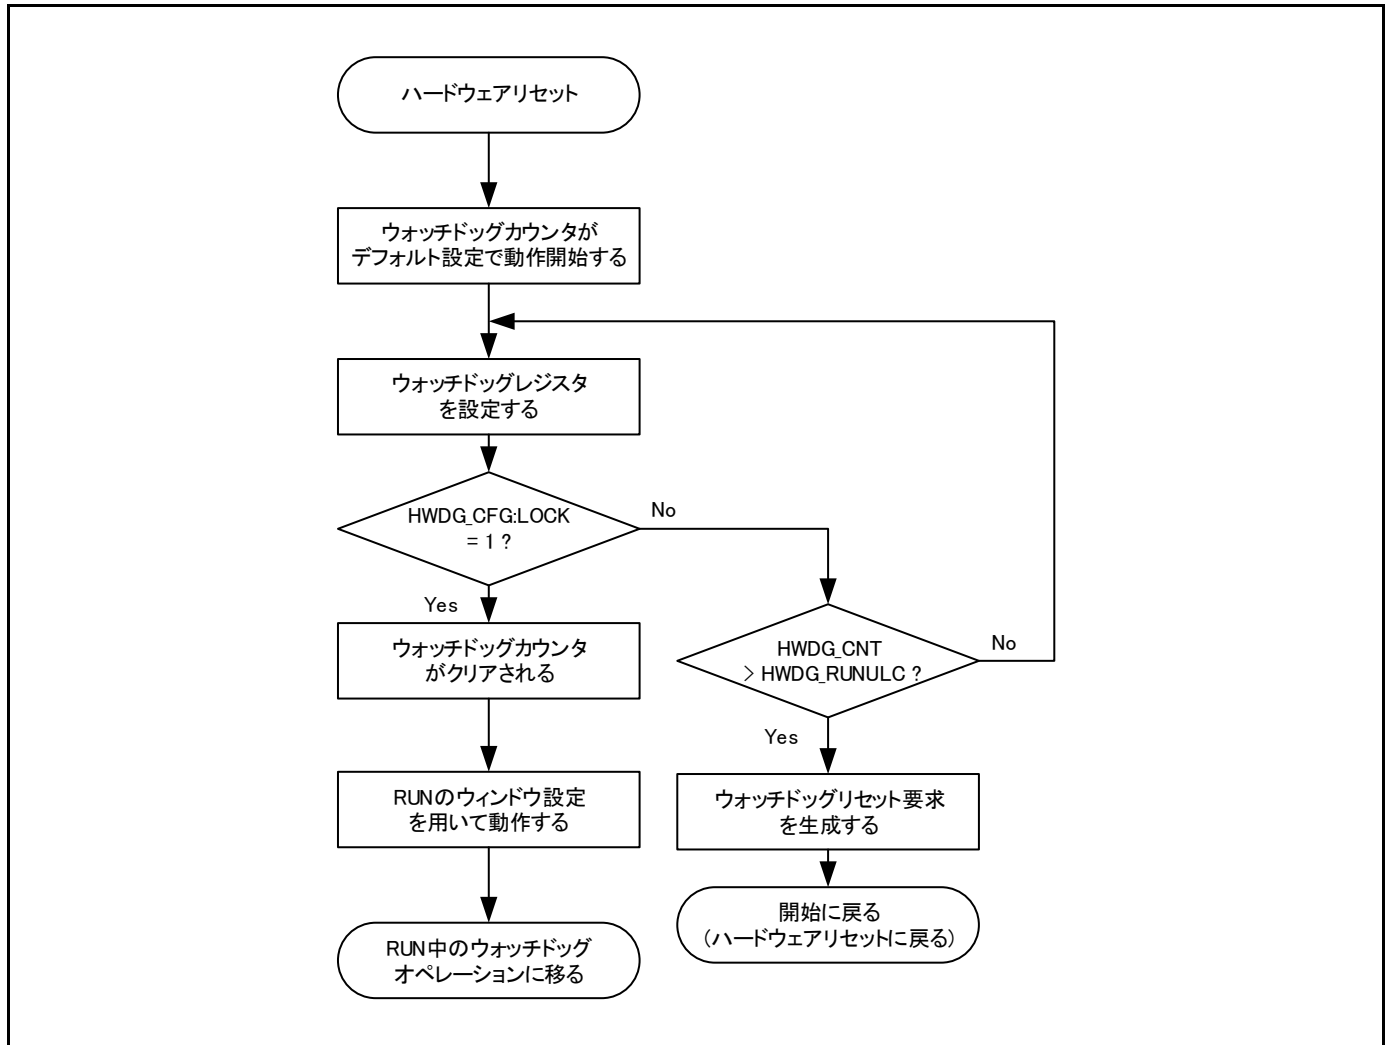 ハードウェアリセット
ウォッチドッグカウンタが
デフォルト設定で動作開始する
ウォッチドッグレジスタ
を設定する
HWDG_CFG:LOCK
= 1 ?
No
Yes
ウォッチドッグカウンタ
がクリアされる
HWDG_CNT
> HWDG_RUNULC ?
No
Yes
RUNのウィンドウ設定
を用いて動作する
ウォッチドッグリセット要求
を生成する
RUN中のウォッチドッグ
オペレーションに移る
開始に戻る
(ハードウェアリセットに戻る)